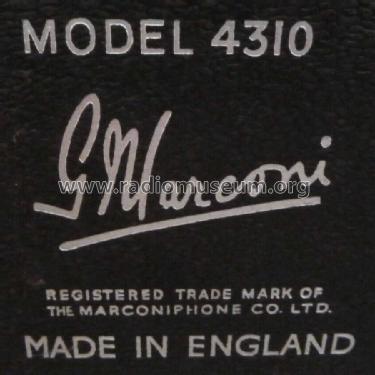 MODEL 4310
G Marconi
www.radiomuseum.org
REGISTERED TRADE MARK OF
THE MARCONIPHONE CO. LTD.
MADE IN ENGLAND